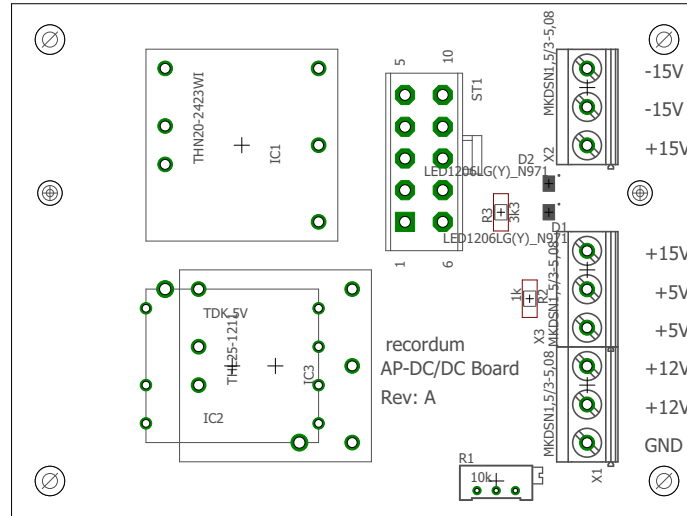 5
10
MKDSN1,5/3-5,08
-15V
THN20-2423WI
ST1
-15V
IC1
X2
+15V
D2
LED1206LG(Y)_N971
R3
3k3
D1
LED1206LG(Y)_N971
1
6
MKDSN1,5/3-5,08
+15V
1k
R2
+5V
TDK 5V
X3
+5V
recordum
IC3
AP-DC/DC Board
MKDSN1,5/3-5,08
+12V
Rev: A
+12V
IC2
R1
GND
10k
X1